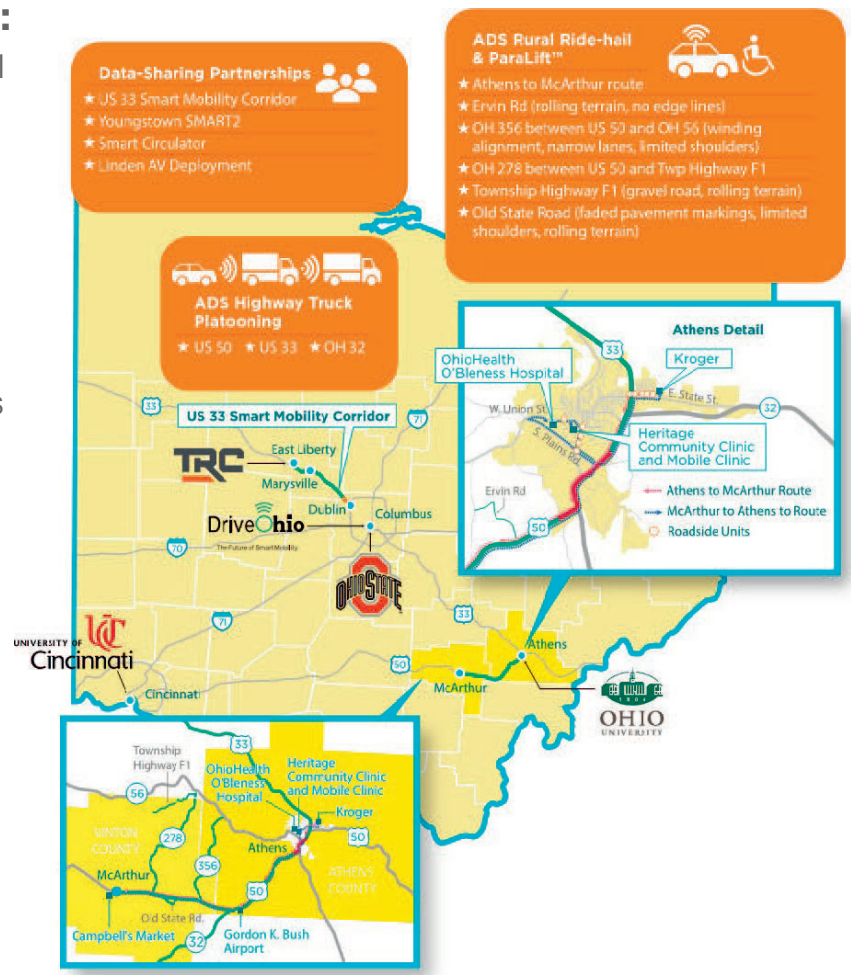 :
Data-Sharing Partnerships
★ US 33 Smart Mobility Corridor
★ Youngstown SMART2
★ Smart Circulator
★ Linden AV Deployment
ADS Rural Ride-hail
& ParaLift™
★ Athens to McArthur route
★ Ervin Rd (rolling terrain, no edge lines)
★ OH 356 between US 50 and OH 56 (winding
alignment, narrow lanes, limited shoulders)
★ OH 278 between US 50 and Twp Highway F1
★ Township Highway F1 (gravel road, rolling terrain)
★ Old State Road (faded pavement markings, limited
shoulders, rolling terrain)
ADS Highway Truck
Platooning
★ US 50 ★ US 33 ★ OH 32
s
33
US 33 Smart Mobility Corridor
71
TRC
East Liberty
Marysville
Dublin
Columbus
DriveOhio
The Future of Smart Mobility
70
OHIO STATE
71
33
50
Athens
McArthur
UNIVERSITY OF
UC
Cincinnati
Cincinnati
1804
OHIO
UNIVERSITY
Athens Detail
33
OhioHealth
O'Bleness Hospital
Kroger
E. State St.
32
W. Union St.
S. Plains Rd.
Heritage
Community Clinic
and Mobile Clinic
Ervin Rd
50
Athens to McArthur Route
McArthur to Athens to Route
Roadside Units
33
Township
Highway F1
OhioHealth
O'Bleness
Hospital
Heritage
Community Clinic
and Mobile Clinic
Kroger
56
278
356
50
VINTON
COUNTY
Athens
ATHENS
COUNTY
McArthur
50
Old State Rd.
Campbell's Market
32
Gordon K. Bush
Airport